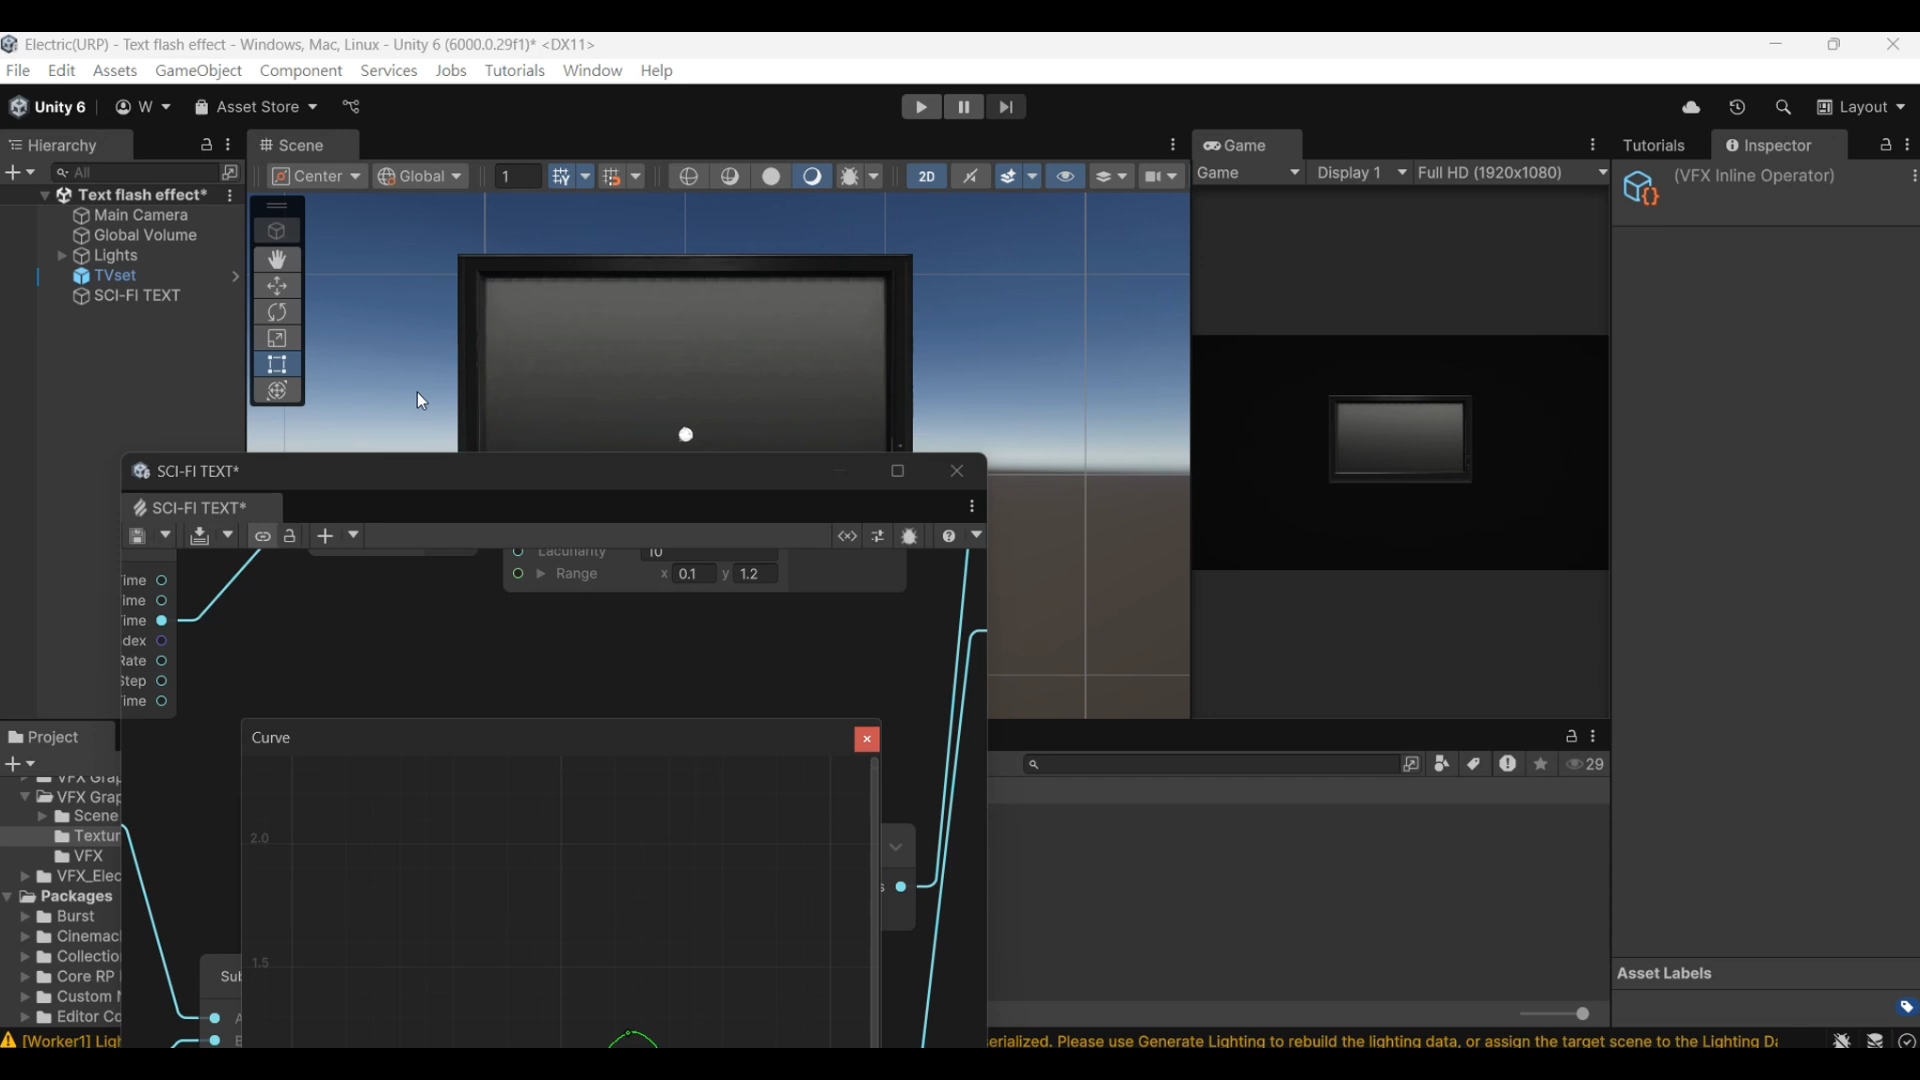 Electric(URP) - Text flash effect - Windows, Mac, Linux - Unity 6 (6000.0.29f1)* <DX11>
File Edit Assets GameObject Component Services Jobs Tutorials Window Help
Unity 6 W Asset Store Layout
Hierarchy
All
Text flash effect*
Main Camera
Global Volume
Lights
TVset
SCI-FI TEXT
Scene
Center Global 1 2D
Game
Game Display 1 Full HD (1920x1080)
Tutorials Inspector
(VFX Inline Operator)
SCI-FI TEXT*
SCI-FI TEXT*
Lacunarity 10
Range x 0.1 y 1.2
ime
ime
ime
dex
Rate
Step
ime
Curve
2.0
1.5
s
Sub
A
B
Project
29
VFX Grap
VFX Grap
Scene
Textur
VFX
VFX_Elec
Packages
Burst
Cinemac
Collectio
Core RP
Custom
Editor Co
Asset Labels
[Worker1] Ligh
erialized. Please use Generate Lighting to rebuild the lighting data, or assign the target scene to the Lighting Da